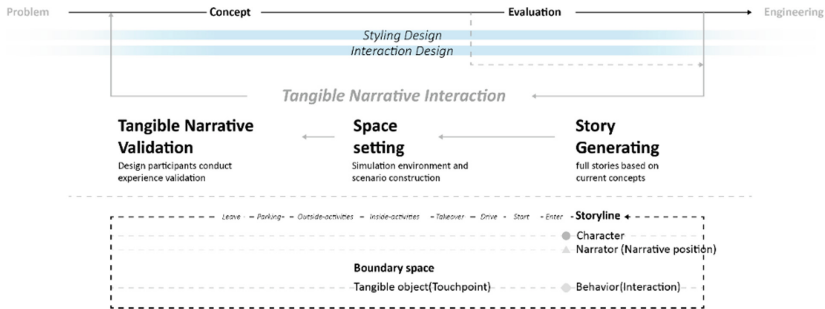 Problem Concept Evaluation Engineering
Styling Design
Interaction Design
Tangible Narrative Interaction
Tangible Narrative
Validation
Design participants conduct
experience validation
Space
setting
Simulation environment and
scenario construction
Story
Generating
full stories based on
current concepts
Leave Parking Outside-activities Inside-activities Takeover Drive Start Enter Storyline
Character
Narrator (Narrative position)
Boundary space
Tangible object(Touchpoint) Behavior(Interaction)